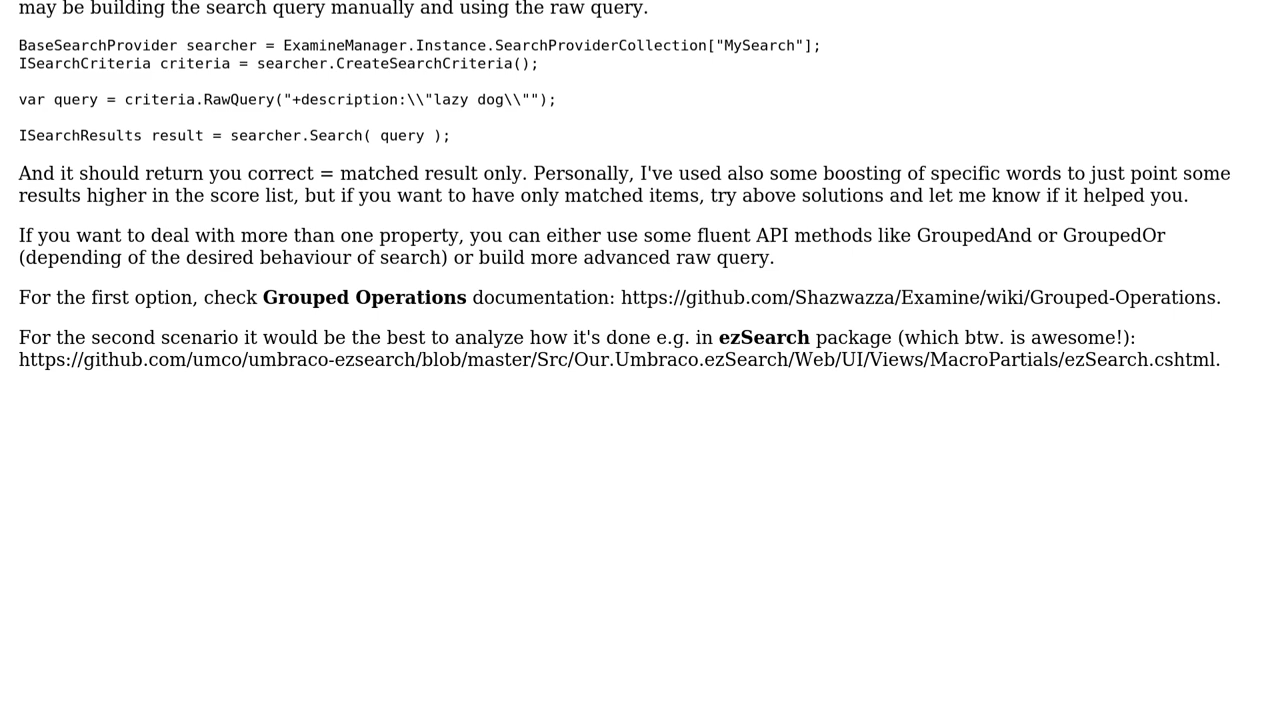 may be building the search query manually and using the raw query.
BaseSearchProvider searcher = ExamineManager.Instance.SearchProviderCollection["MySearch"];
ISearchCriteria criteria = searcher.CreateSearchCriteria();
var query = criteria.RawQuery("+description:\\"lazy dog\\"");
ISearchResults result = searcher.Search( query );
And it should return you correct = matched result only. Personally, I've used also some boosting of specific words to just point some
results higher in the score list, but if you want to have only matched items, try above solutions and let me know if it helped you.
If you want to deal with more than one property, you can either use some fluent API methods like GroupedAnd or GroupedOr
(depending of the desired behaviour of search) or build more advanced raw query.
For the first option, check Grouped Operations documentation: https://github.com/Shazwazza/Examine/wiki/Grouped-Operations.
For the second scenario it would be the best to analyze how it's done e.g. in ezSearch package (which btw. is awesome!):
https://github.com/umco/umbraco-ezsearch/blob/master/Src/Our.Umbraco.ezSearch/Web/UI/Views/MacroPartials/ezSearch.cshtml.